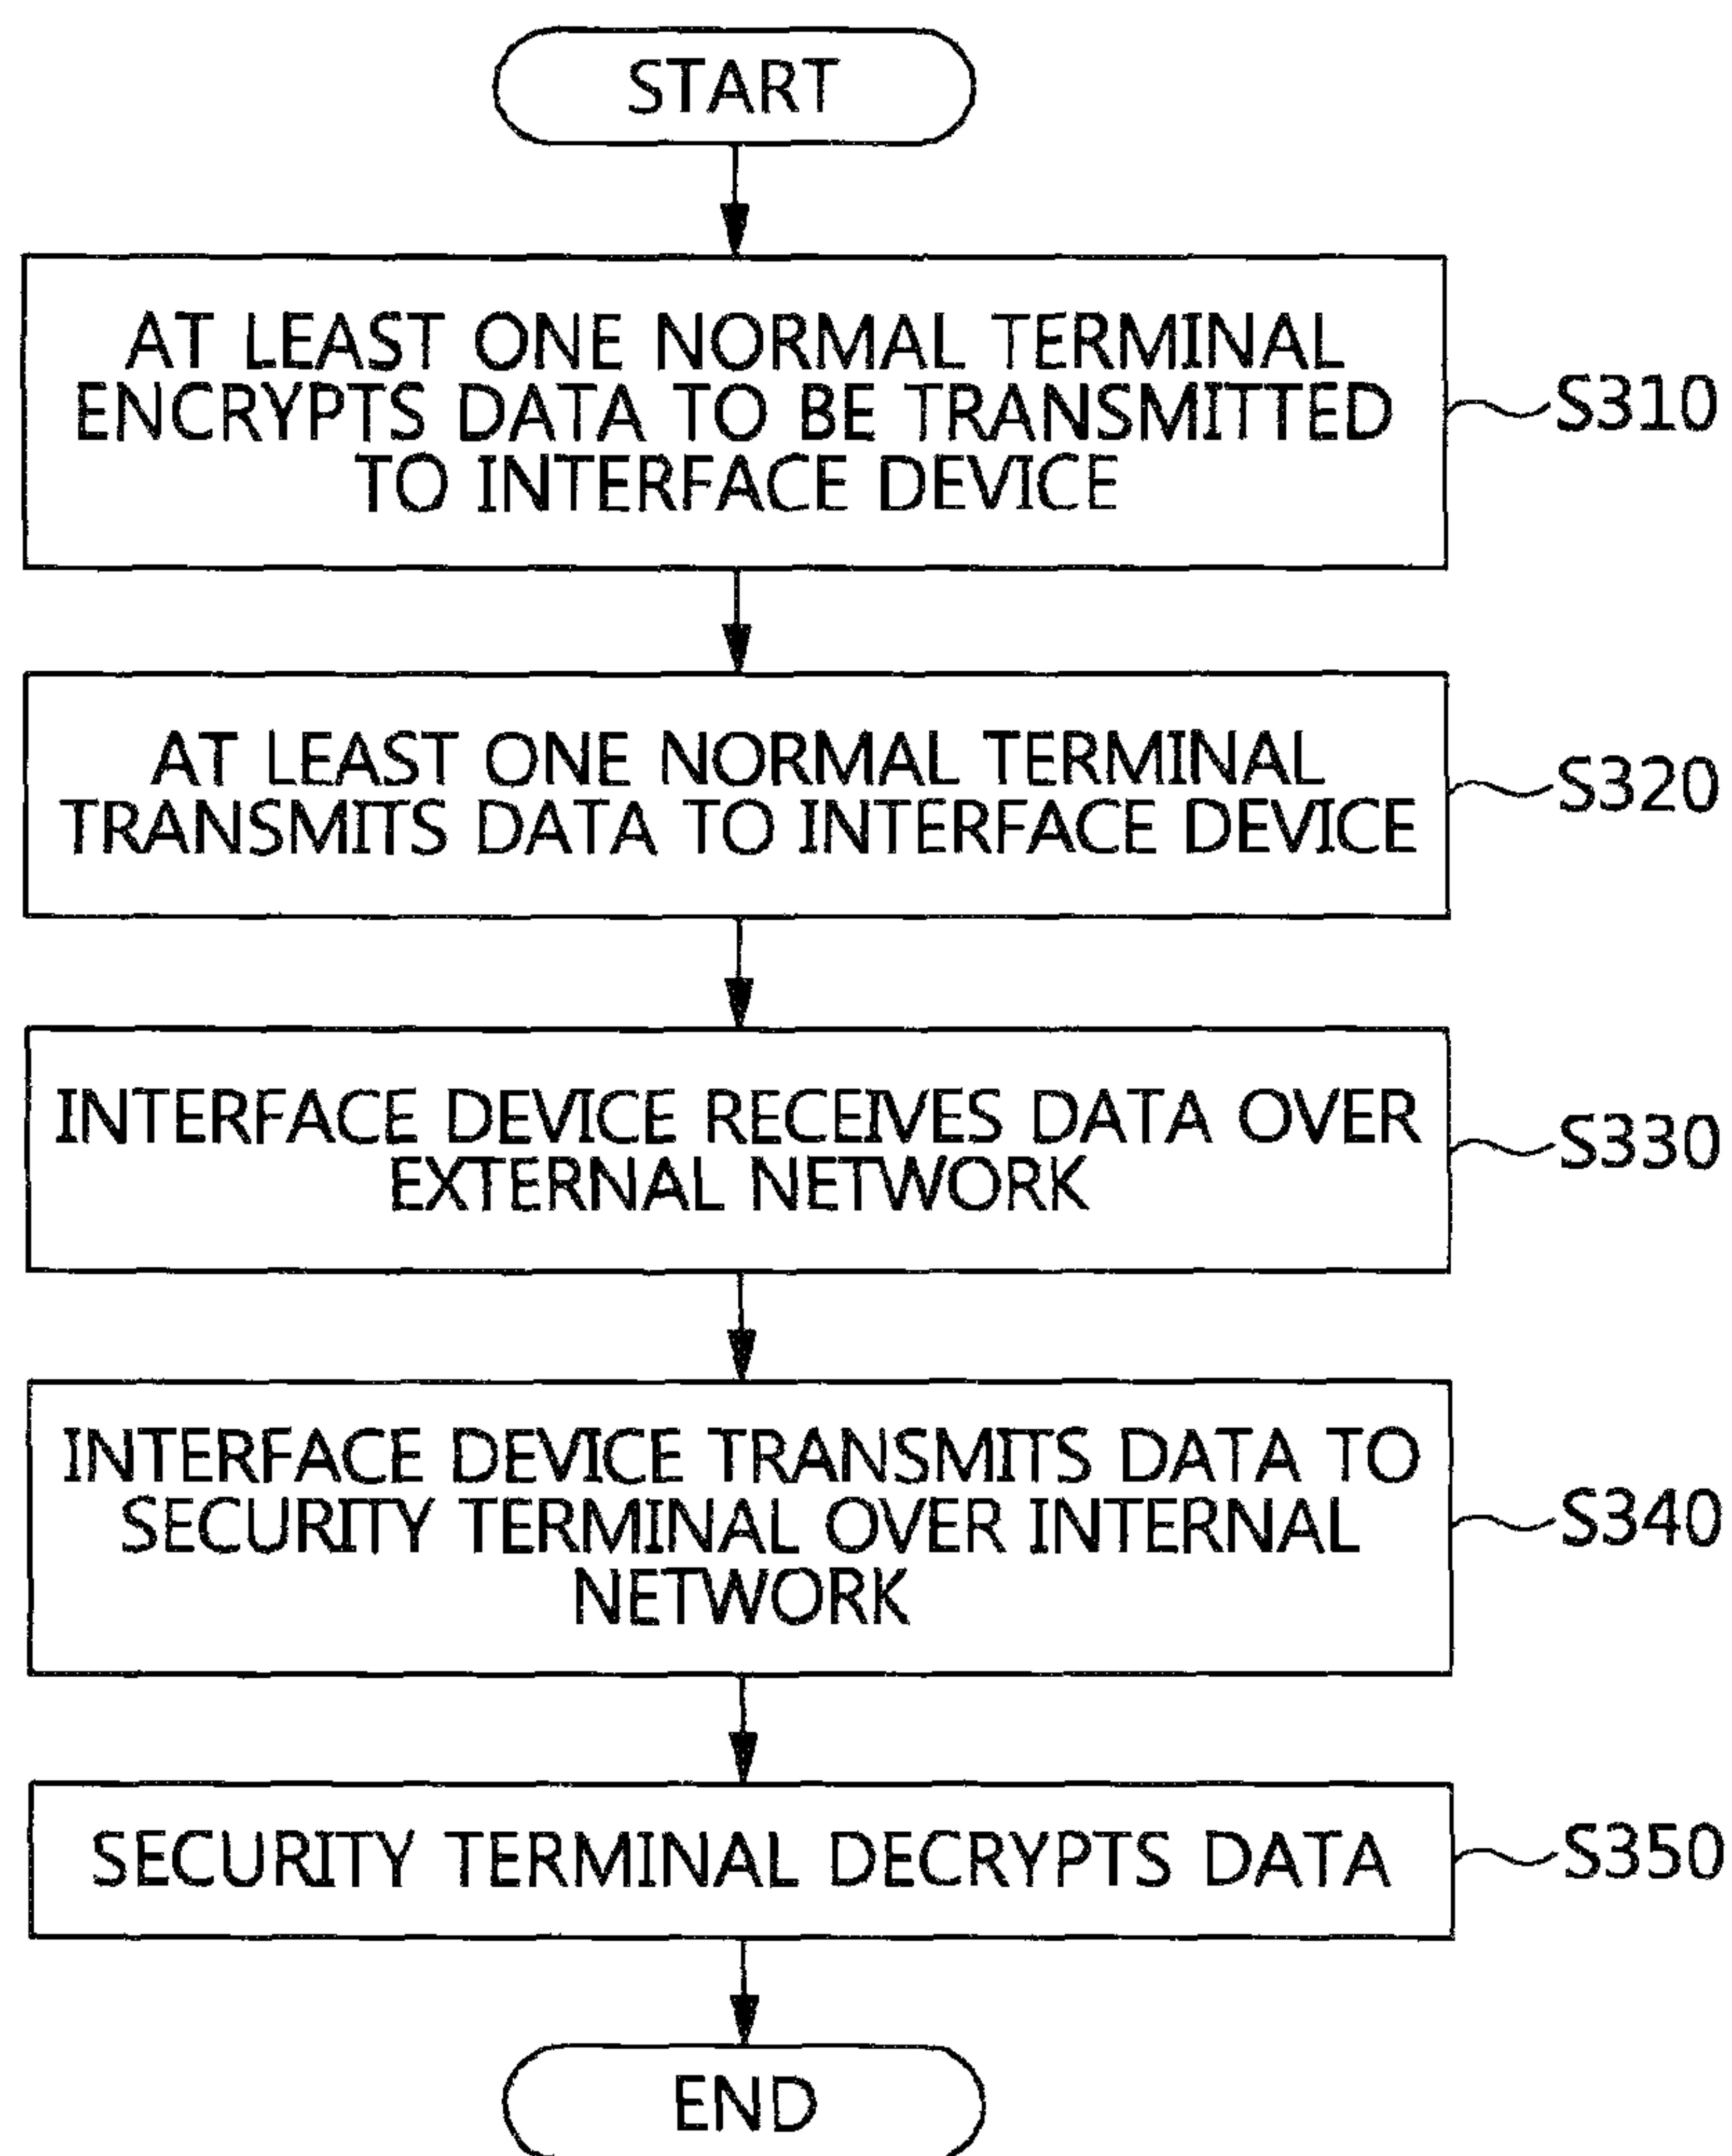 START
AT LEAST ONE NORMAL TERMINAL
ENCRYPTS DATA TO BE TRANSMITTED
TO INTERFACE DEVICE
S310
AT LEAST ONE NORMAL TERMINAL
TRANSMITS DATA TO INTERFACE DEVICE
S320
INTERFACE DEVICE RECEIVES DATA OVER
EXTERNAL NETWORK
S330
INTERFACE DEVICE TRANSMITS DATA TO
SECURITY TERMINAL OVER INTERNAL
NETWORK
S340
SECURITY TERMINAL DECRYPTS DATA
S350
END